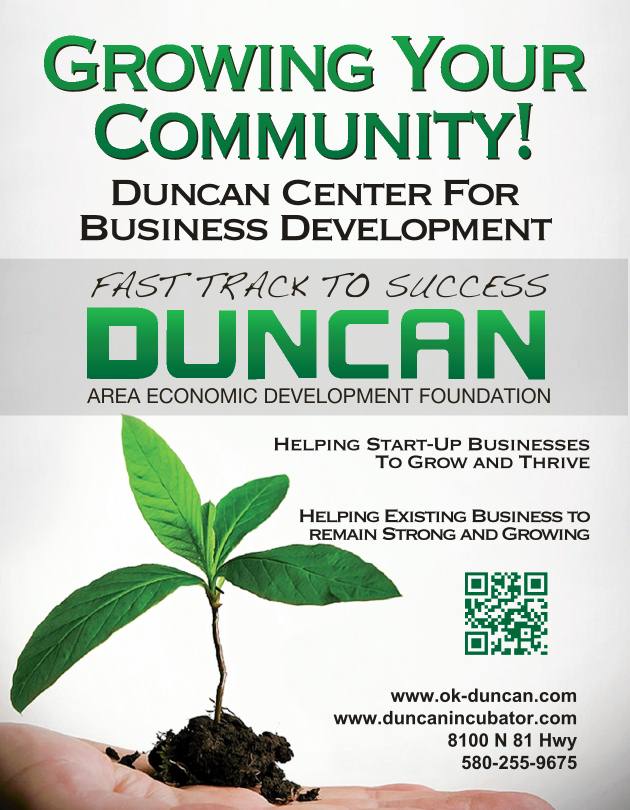 Growing Your
Community!
Duncan Center For
Business Development
FAST TRACK TO SUCCESS
DUNCAN
AREA ECONOMIC DEVELOPMENT FOUNDATION
Helping Start-Up Businesses
To Grow and Thrive
Helping Existing Business to
remain Strong and Growing
www.ok-duncan.com
www.duncanincubator.com
8100 N 81 Hwy
580-255-9675